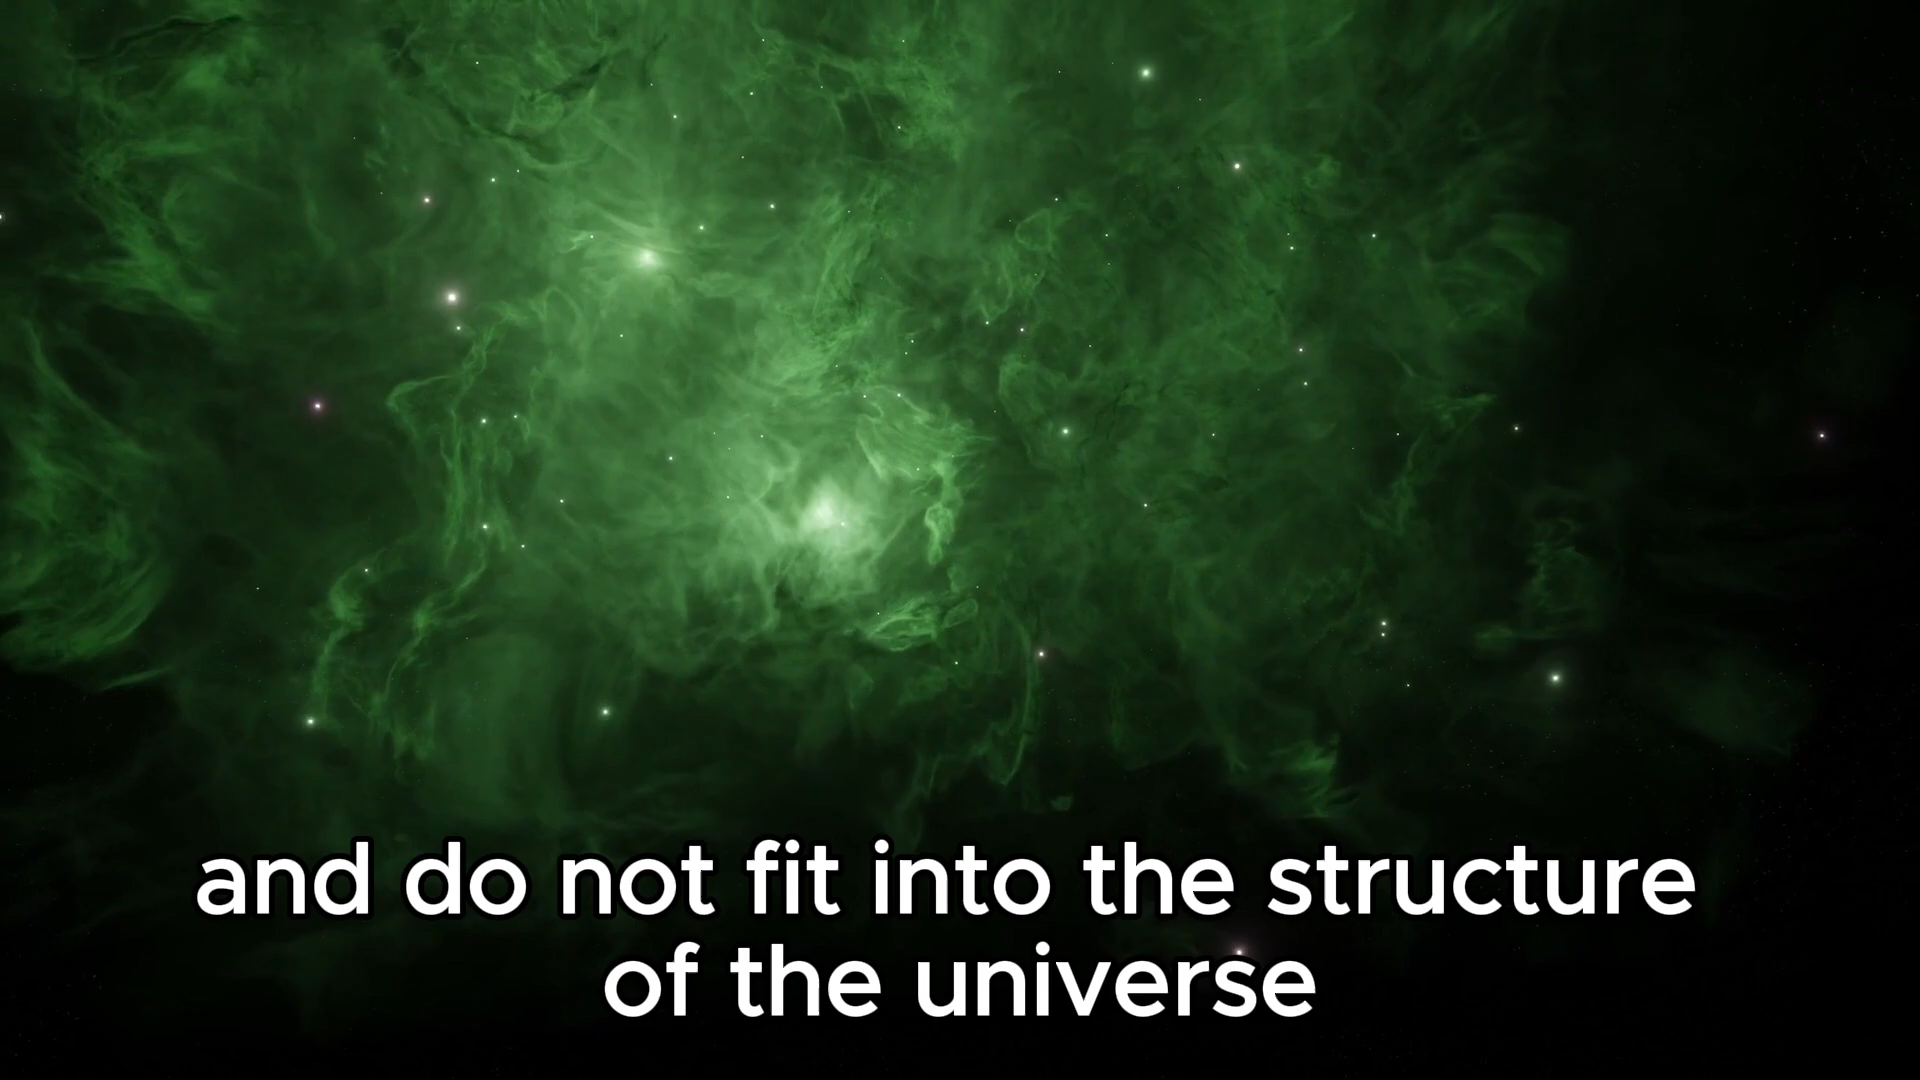 and do not fit into the structure
of the universe